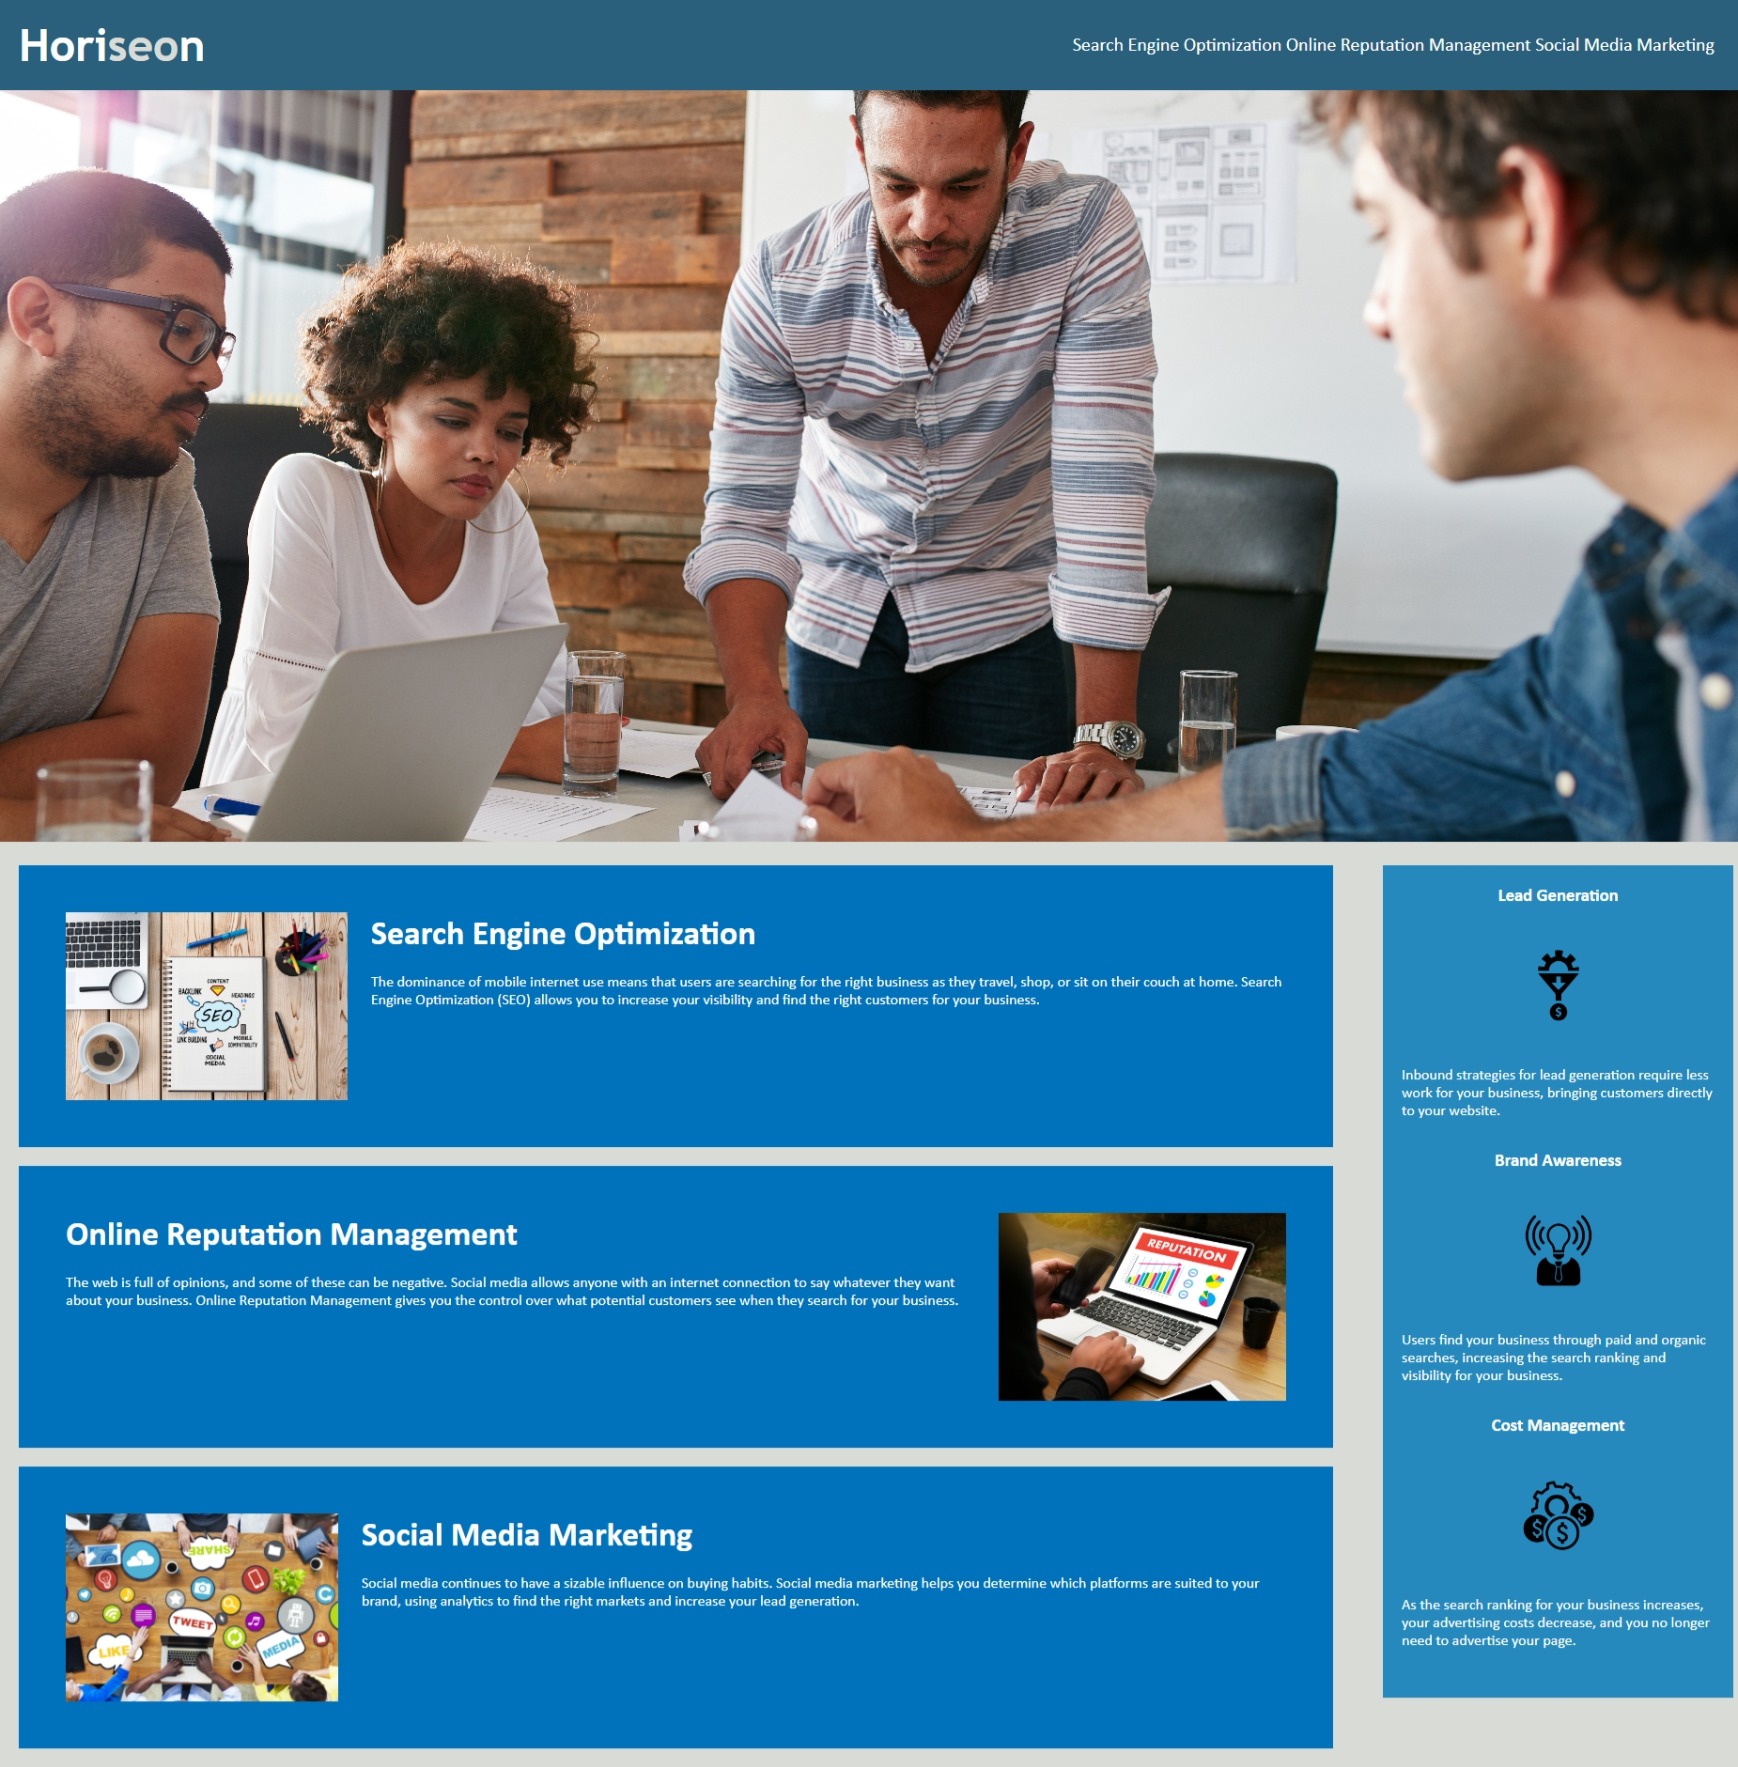 Horiseon
Search Engine Optimization Online Reputation Management Social Media Marketing
CONTENT
BACKLINK
HEADINGS
SEO
LINK BUILDING
MOBILE
COMPATIBILITY
SOCIAL
MEDIA
Search Engine Optimization
The dominance of mobile internet use means that users are searching for the right business as they travel, shop, or sit on their couch at home. Search
Engine Optimization (SEO) allows you to increase your visibility and find the right customers for your business.
Online Reputation Management
The web is full of opinions, and some of these can be negative. Social media allows anyone with an internet connection to say whatever they want
about your business. Online Reputation Management gives you the control over what potential customers see when they search for your business.
REPUTATION
SHARE
TWEET
LIKE
MEDIA
Social Media Marketing
Social media continues to have a sizable influence on buying habits. Social media marketing helps you determine which platforms are suited to your
brand, using analytics to find the right markets and increase your lead generation.
Lead Generation
$
Inbound strategies for lead generation require less
work for your business, bringing customers directly
to your website.
Brand Awareness
Users find your business through paid and organic
searches, increasing the search ranking and
visibility for your business.
Cost Management
$ $ $
As the search ranking for your business increases,
your advertising costs decrease, and you no longer
need to advertise your page.